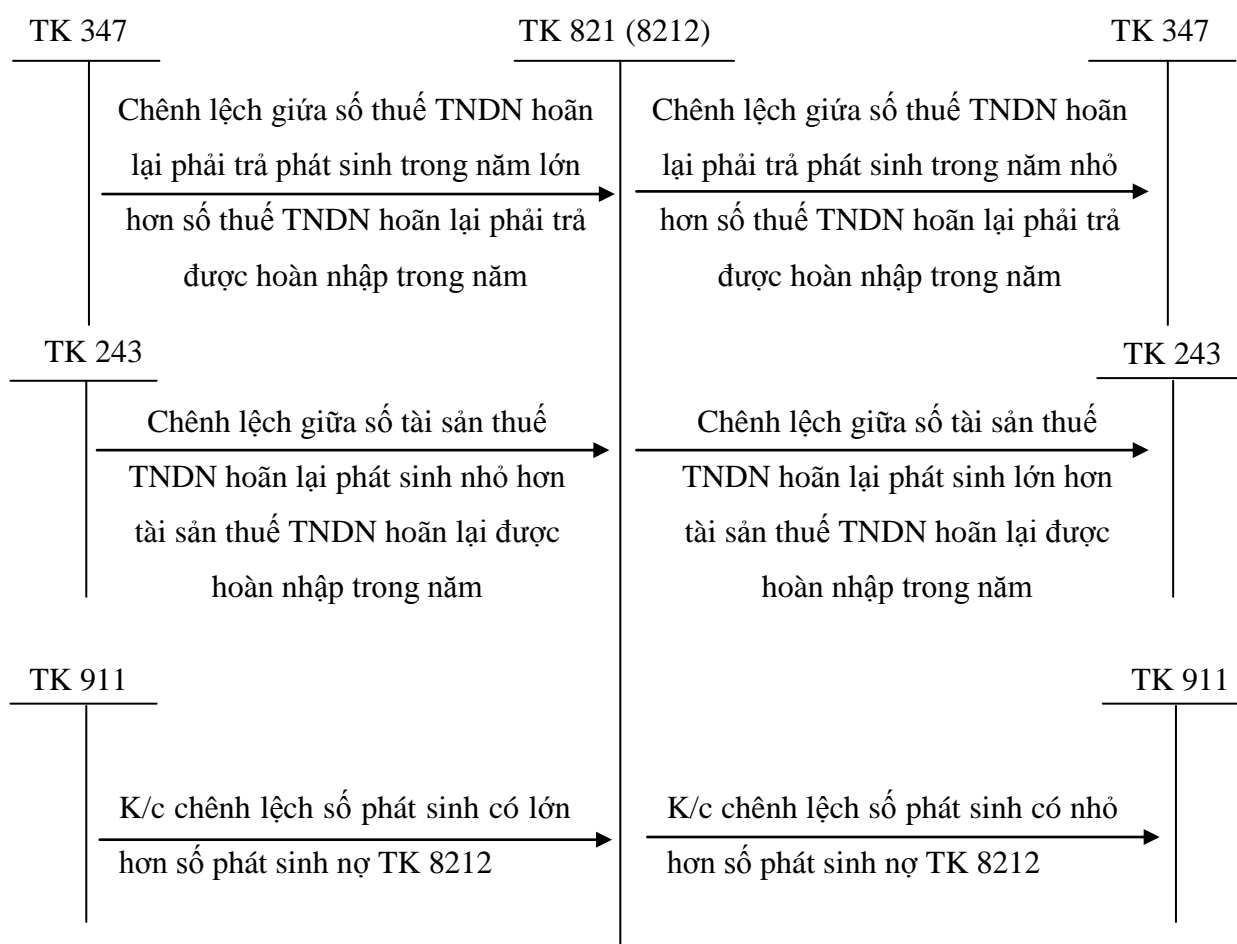 TK 347
TK 821 (8212)
TK 347
Chênh lệch giứa số thuế TNDN hoãn
lại phải trả phát sinh trong năm lớn
hơn số thuế TNDN hoãn lại phải trả
được hoàn nhập trong năm
Chênh lệch giứa số thuế TNDN hoãn
lại phải trả phát sinh trong năm nhỏ
hơn số thuế TNDN hoãn lại phải trả
được hoàn nhập trong năm
TK 243
TK 243
Chênh lệch giữa số tài sản thuế
TNDN hoãn lại phát sinh nhỏ hơn
tài sản thuế TNDN hoãn lại được
hoàn nhập trong năm
Chênh lệch giữa số tài sản thuế
TNDN hoãn lại phát sinh lớn hơn
tài sản thuế TNDN hoãn lại được
hoàn nhập trong năm
TK 911
TK 911
K/c chênh lệch số phát sinh có lớn
hơn số phát sinh nợ TK 8212
K/c chênh lệch số phát sinh có nhỏ
hơn số phát sinh nợ TK 8212